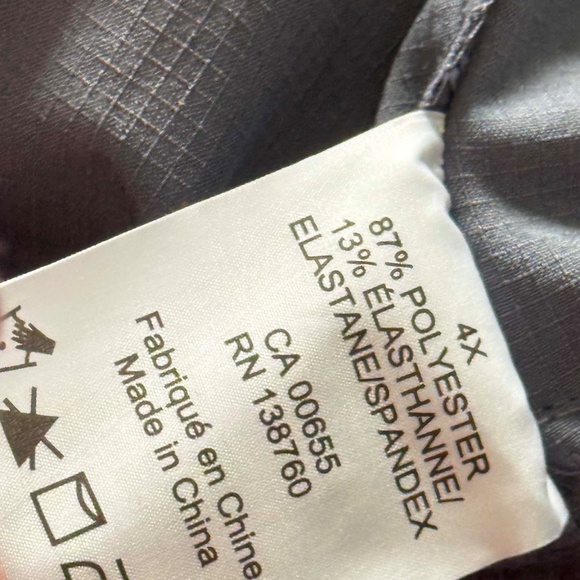 4X
87% POLYESTER
13% ÉLASTHANNE/
ELASTANE/SPANDEX
CA 00655
RN 138760
Fabriqué en Chine
Made in China